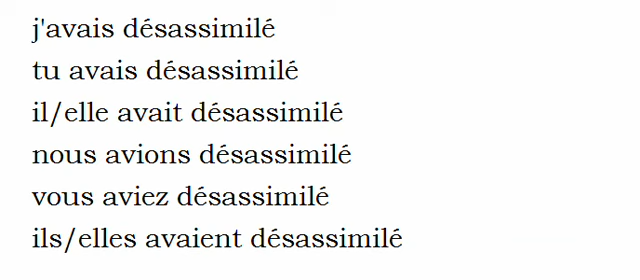 j'avais désassimilé
tu avais désassimilé
il/elle avait désassimilé
nous avions désassimilé
vous aviez désassimilé
ils/elles avaient désassimilé